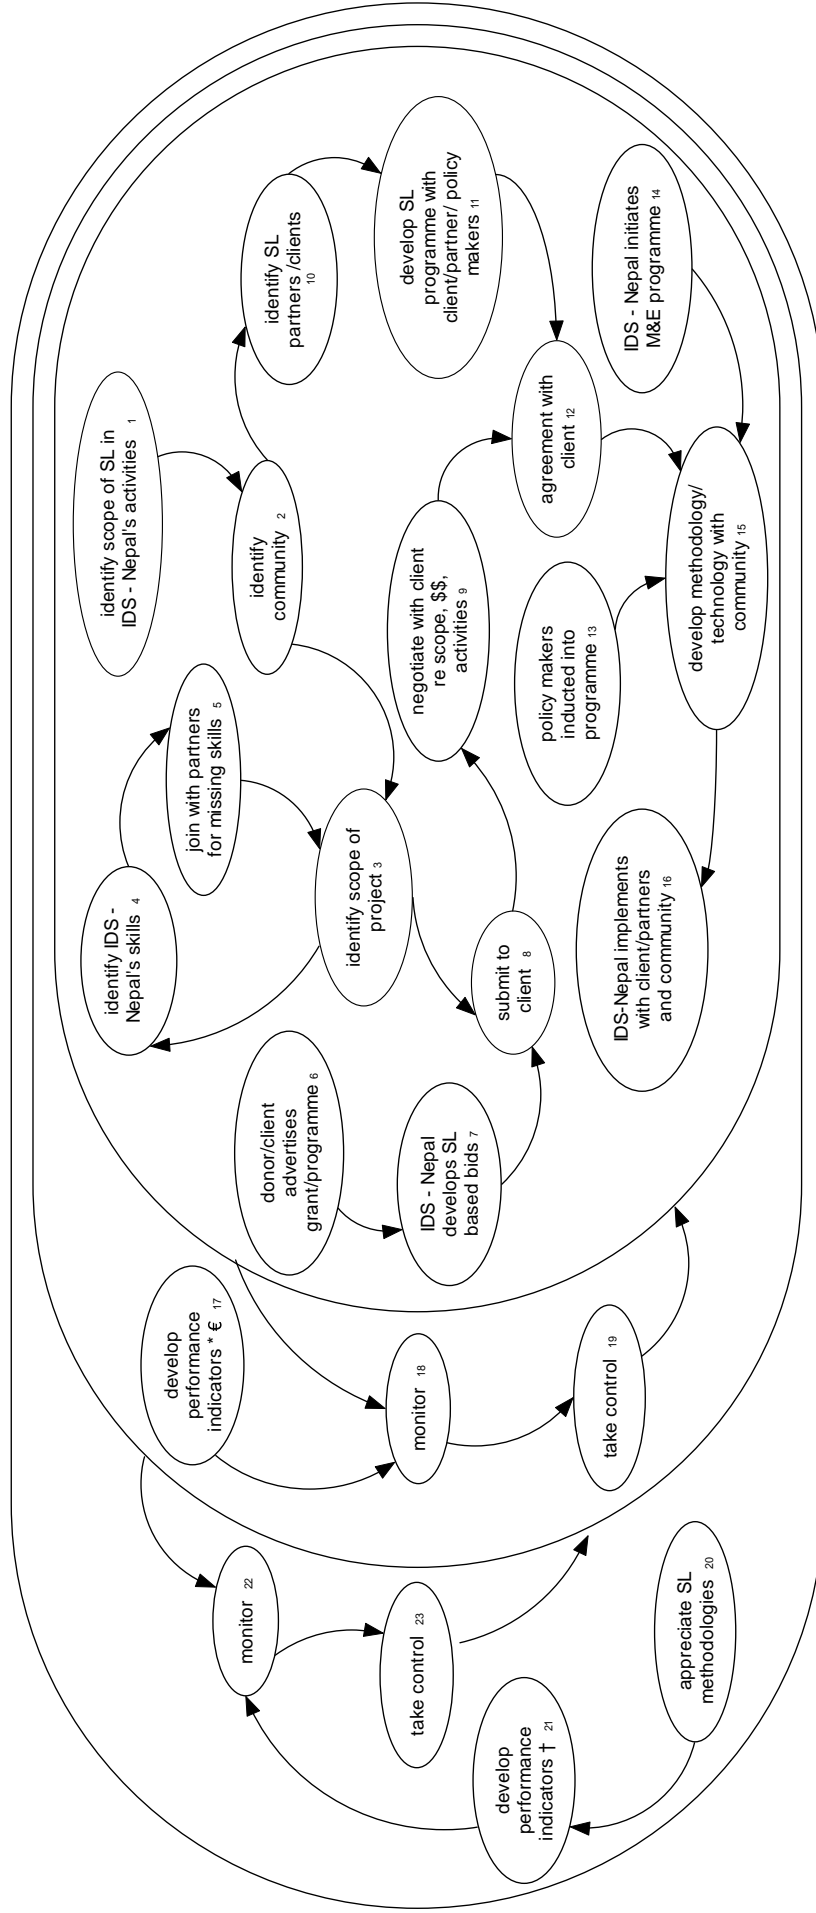 identify scope of SL in
IDS - Nepal's activities 1
identify
community 2
identify scope of
project 3
identify IDS -
Nepal's skills 4
join with partners
for missing skills 5
donor/client
advertises
grant/programme 6
IDS - Nepal
develops SL
based bids 7
submit to
client 8
negotiate with client
re scope, $$,
activities 9
identify SL
partners /clients
10
develop SL
programme with
client/partner/ policy
makers 11
agreement with
client 12
policy makers
inducted into
programme 13
IDS - Nepal initiates
M&E programme 14
develop methodology/
technology with
community 15
IDS-Nepal implements
with client/partners
and community 16
develop
performance
indicators * € 17
monitor 18
take control 19
appreciate SL
methodologies 20
develop
performance
indicators † 21
monitor 22
take control 23